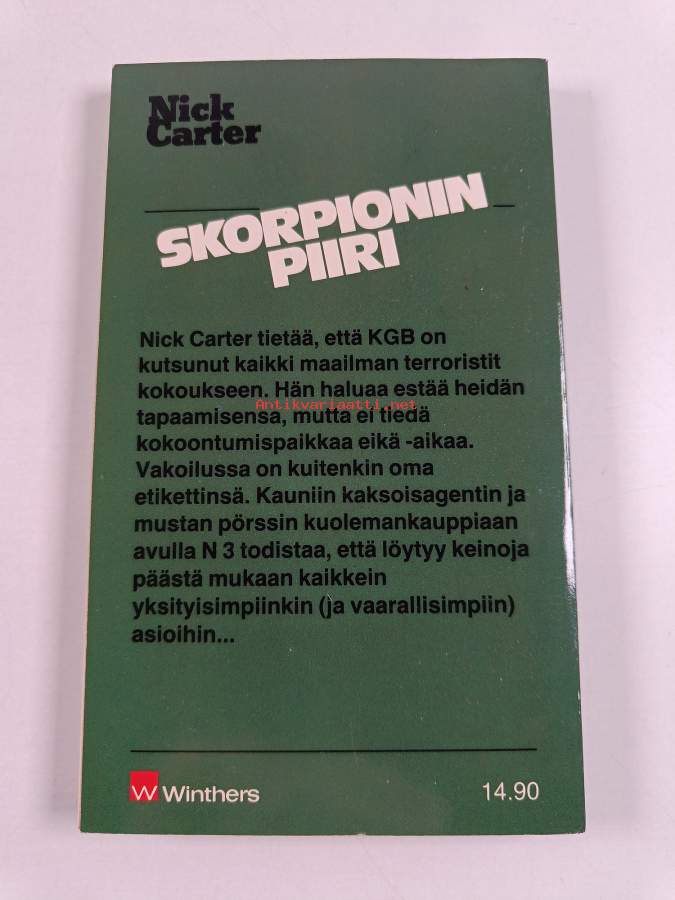 Nick
Carter
SKORPIONIN
PIIRI
Nick Carter tietää, että KGB on
kutsunut kaikki maailman terroristit
kokoukseen. Hän haluaa estää heidän
Antikvariaatti.net
tapaamisensa, mutta ei tiedä
kokoontumispaikkaa eikä -aikaa.
Vakoilussa on kuitenkin oma
etikettinsä. Kauniin kaksoisagentin ja
mustan pörssin kuolemankauppiaan
avulla N 3 todistaa, että löytyy keinoja
päästä mukaan kaikkein
yksityisimpiinkin (ja vaarallisimpiin)
asioihin...
W Winthers
14.90